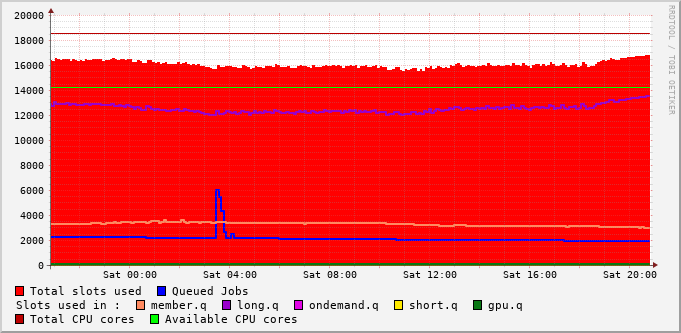 RRDTOOL / TOBI OETIKER
20000
18000
16000
14000
12000
10000
8000
6000
4000
2000
0
Sat 00:00 Sat 04:00 Sat 08:00 Sat 12:00 Sat 16:00 Sat 20:00
Total slots used Queued Jobs
Slots used in : member.q long.q ondemand.q short.q gpu.q
Total CPU cores Available CPU cores